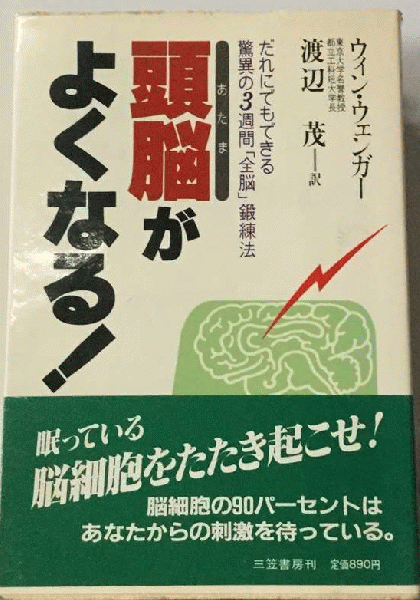 ウィン・ウェンガー
東京大学名誉教授
都立工科短大学長
渡辺 茂―訳
だれにでもできる
驚異の3週間「全脳」鍛練法
あたま
頭脳が
よくなる!
眠っている
脳細胞をたたき起こせ!
脳細胞の90パーセントは
あなたからの刺激を待っている。
三笠書房刊 定価890円